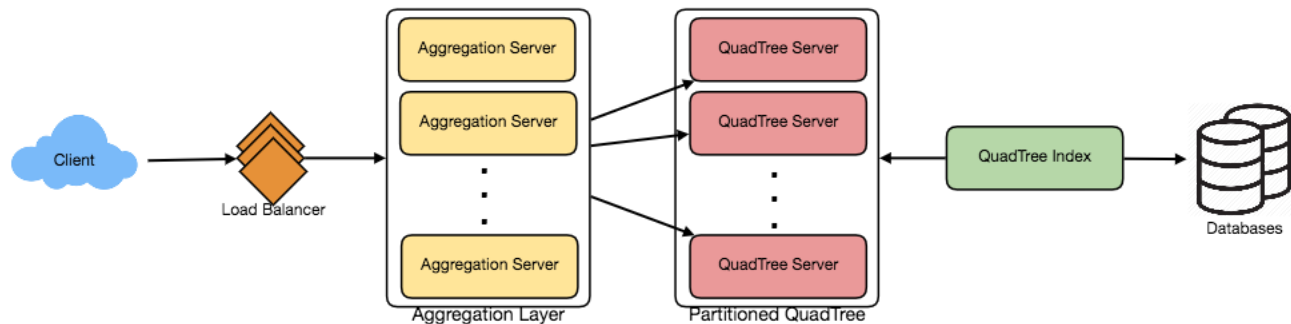 Client
Load Balancer
Aggregation Server
Aggregation Server
Aggregation Server
Aggregation Layer
QuadTree Server
QuadTree Server
QuadTree Server
Partitioned QuadTree
QuadTree Index
Databases